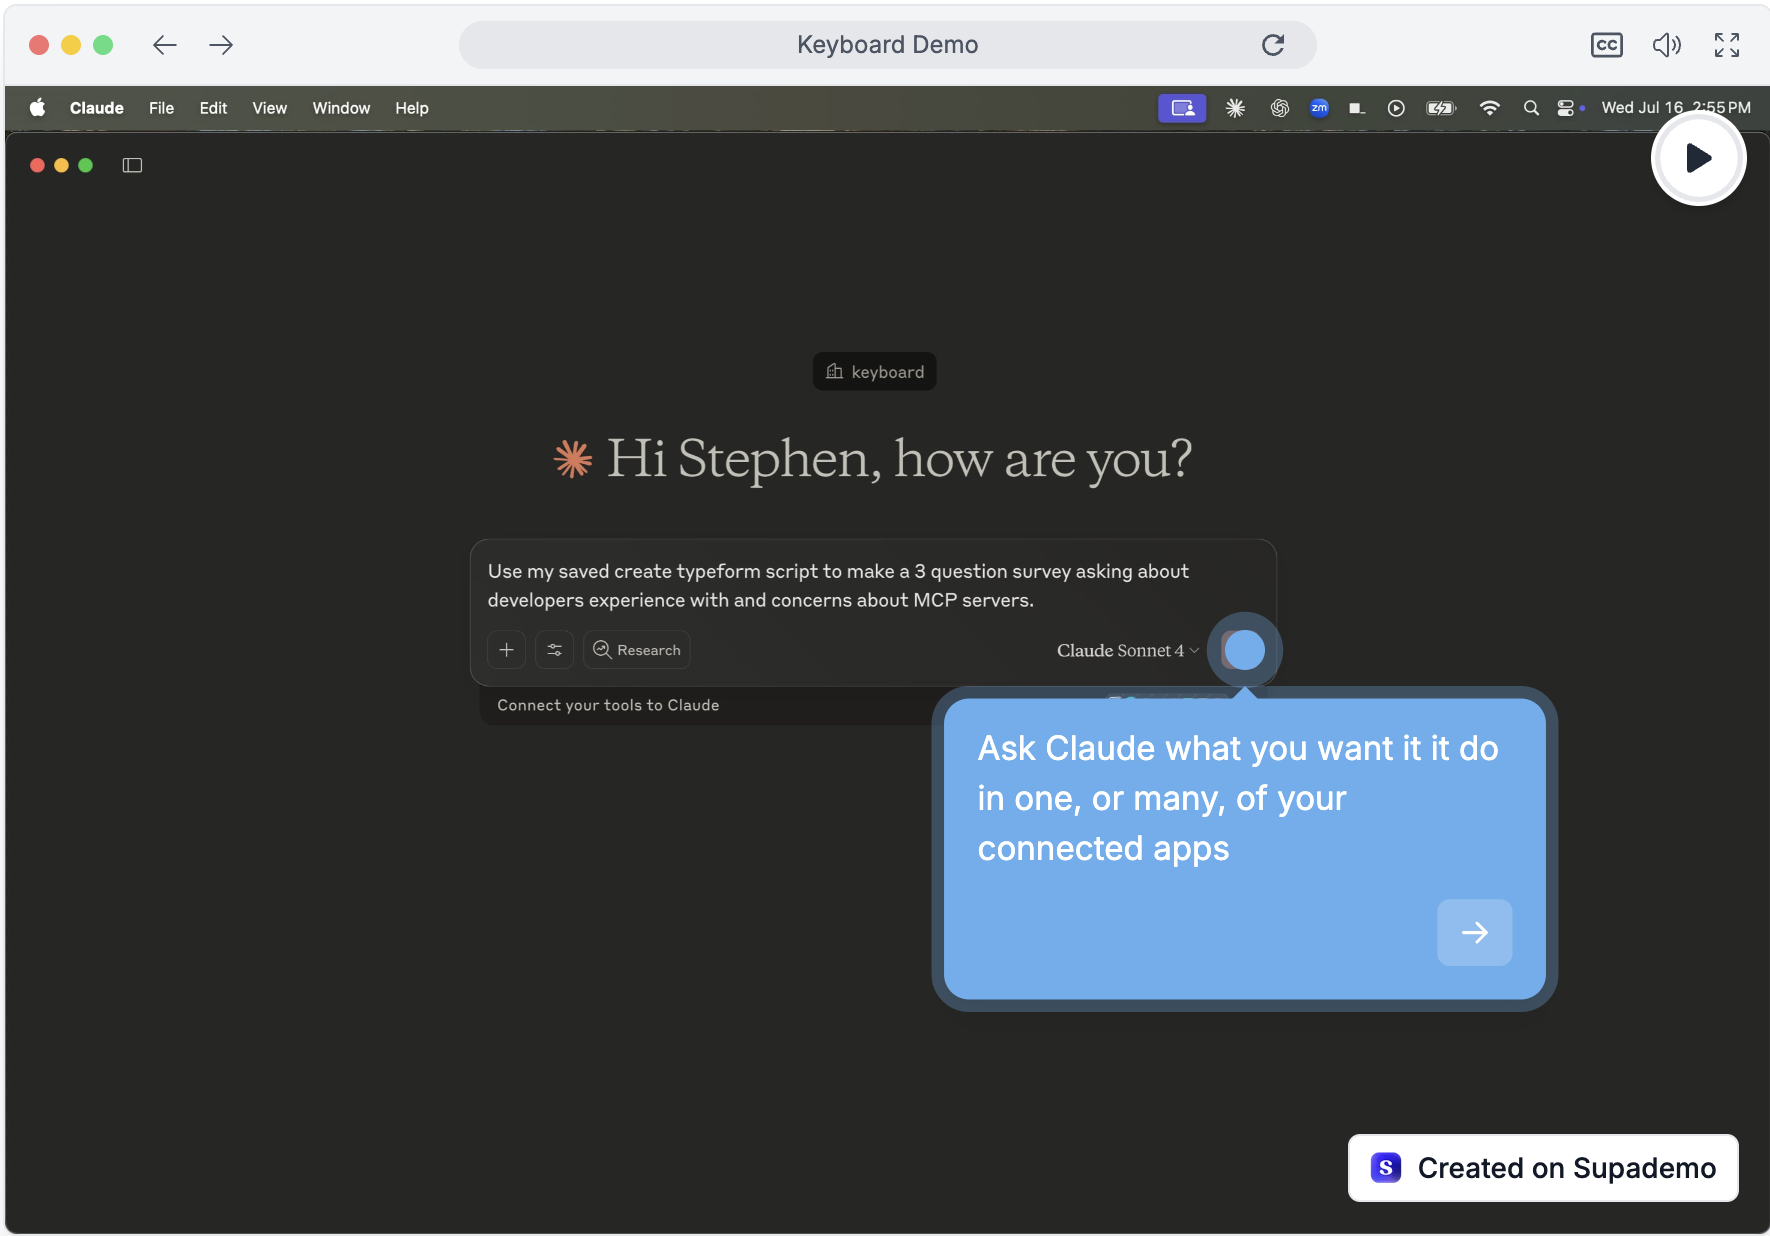 Keyboard Demo
CC
Claude File Edit View Window Help
zm
Wed Jul 16 2:55 PM
keyboard
Hi Stephen, how are you?
Use my saved create typeform script to make a 3 question survey asking about
developers experience with and concerns about MCP servers.
Research
Claude Sonnet 4
Connect your tools to Claude
Ask Claude what you want it it do
in one, or many, of your
connected apps
S Created on Supademo